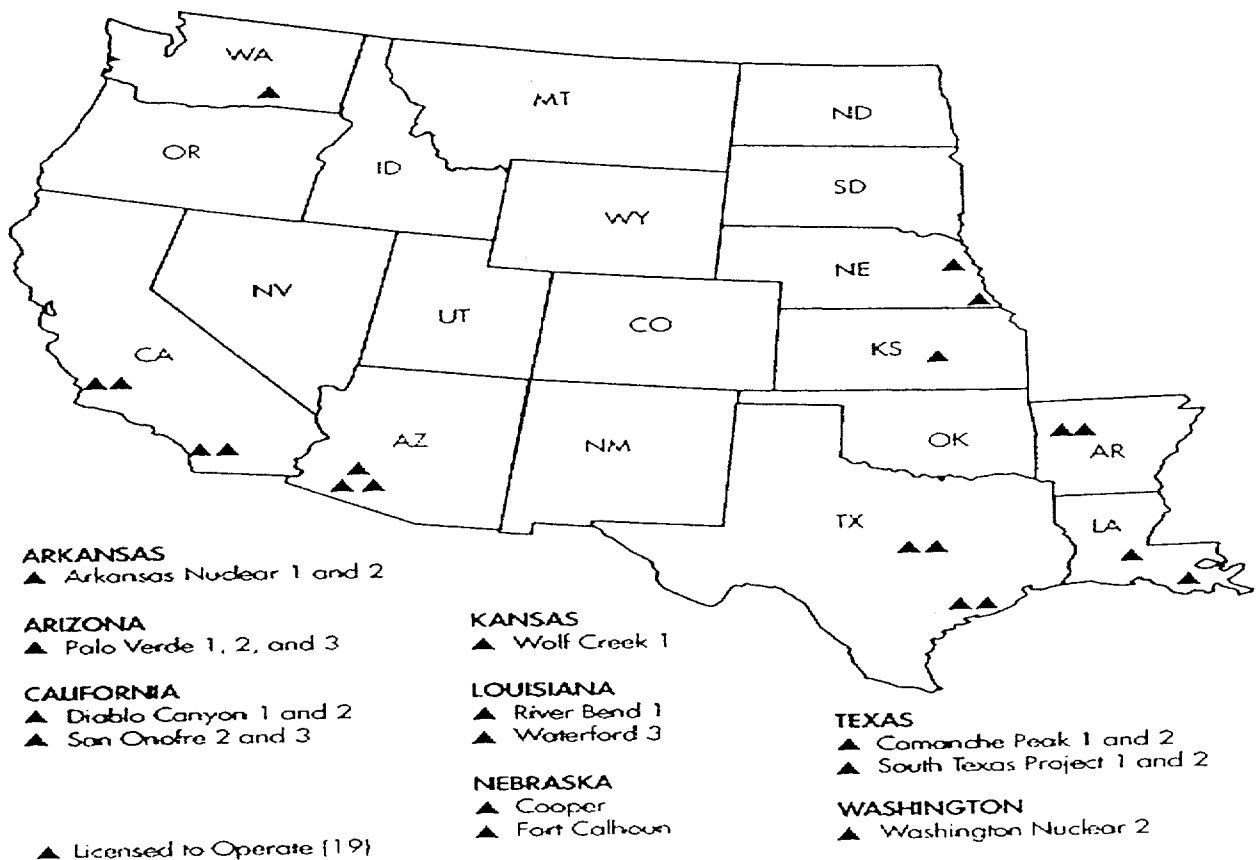 WA
MT
ND
OR
ID
SD
WY
NE
NV
UT
CO
CA
KS
AZ
NM
OK
AR
TX
LA
ARKANSAS
Arkansas Nuclear 1 and 2
ARIZONA
Palo Verde 1, 2, and 3
CALIFORNIA
Diablo Canyon 1 and 2
San Onofre 2 and 3
KANSAS
Wolf Creek 1
LOUISIANA
River Bend 1
Waterford 3
NEBRASKA
Cooper
Fort Calhoun
TEXAS
Comanche Peak 1 and 2
South Texas Project 1 and 2
WASHINGTON
Washington Nuclear 2
Licensed to Operate (19)